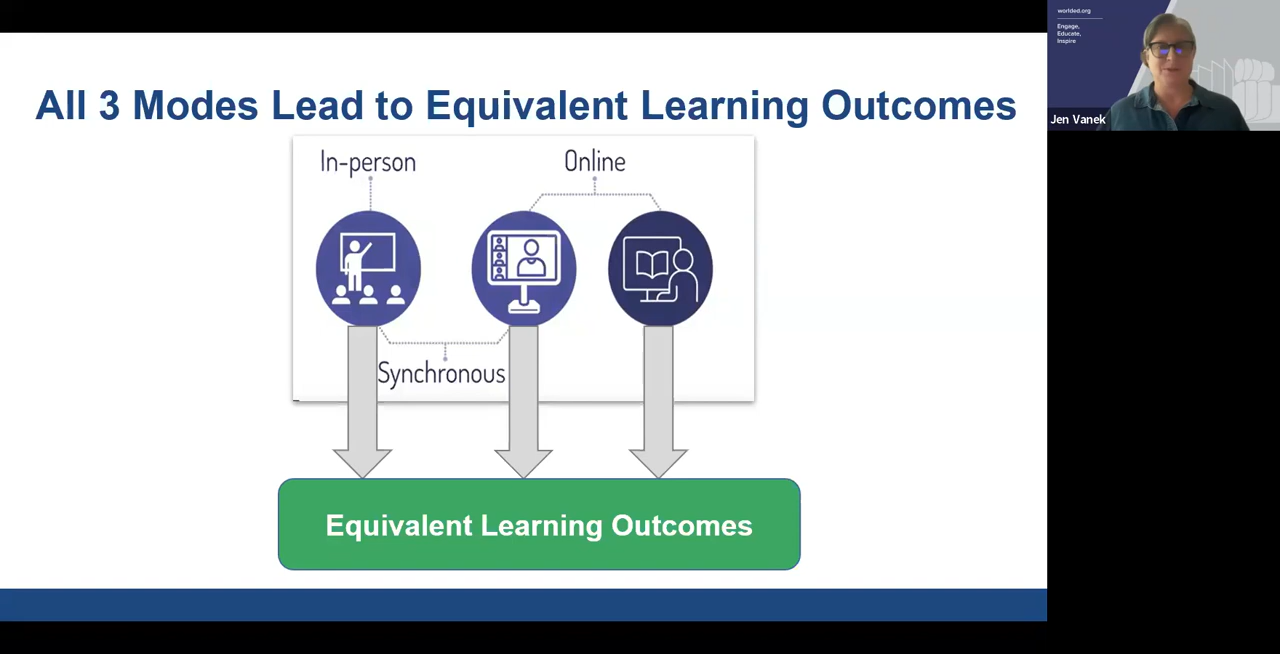 All 3 Modes Lead to Equivalent Learning Outcomes
In-person
Online
Synchronous
Equivalent Learning Outcomes
worlded.org
Engage,
Educate,
Inspire
Jen Vanek